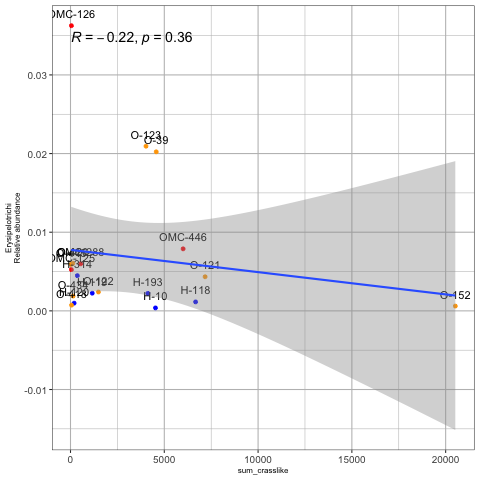 OMC-126
R = −0.22, p = 0.36
0.03
O-123
O-39
0.02
Erysipelotrichi
Relative abundance
0.01
OMC-446
O-121
H-193
H-118
H-10
O-152
0.00
-0.01
0
5000
10000
15000
20000
sum_crasslike